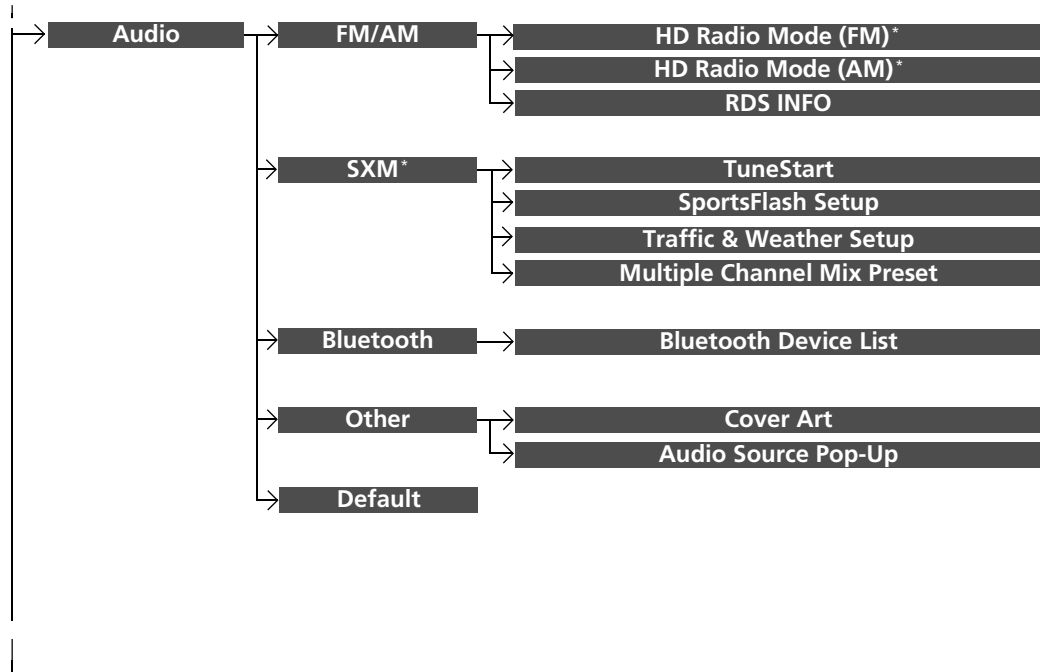 Audio
FM/AM
HD Radio Mode (FM)*
HD Radio Mode (AM)*
RDS INFO
SXM*
TuneStart
SportsFlash Setup
Traffic & Weather Setup
Multiple Channel Mix Preset
Bluetooth
Bluetooth Device List
Other
Cover Art
Audio Source Pop-Up
Default